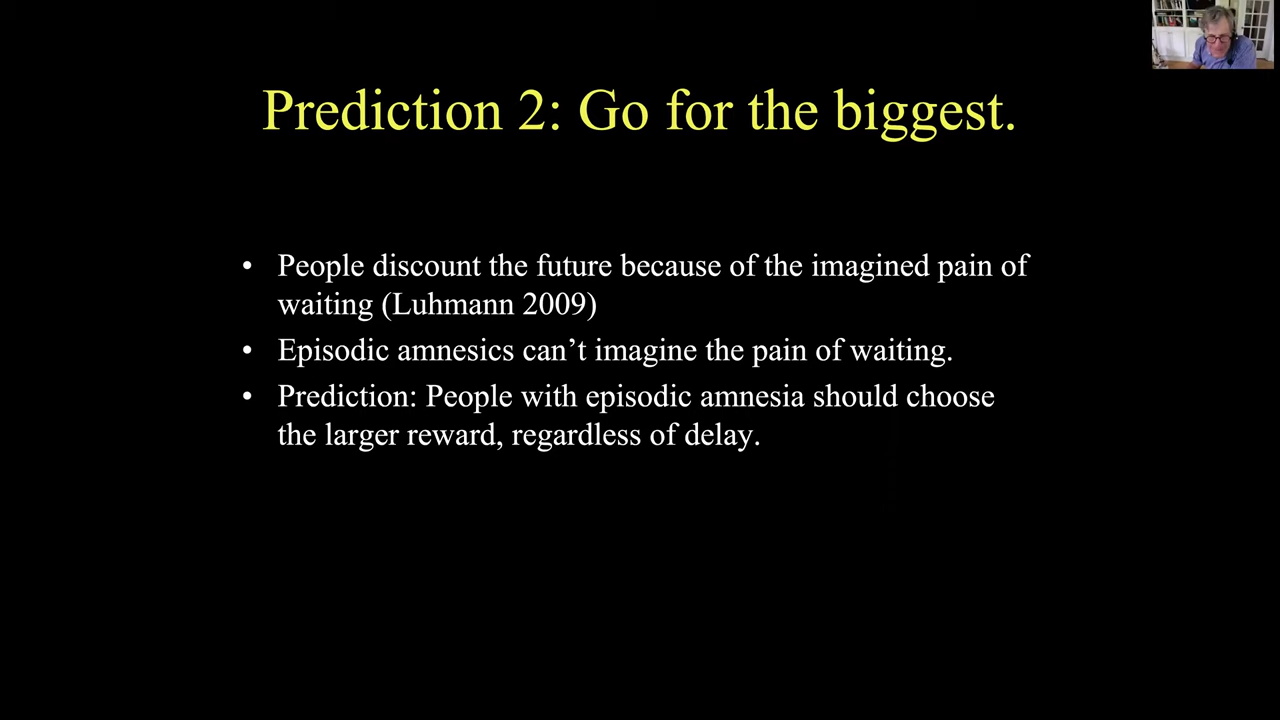 Prediction 2: Go for the biggest.
• People discount the future because of the imagined pain of
waiting (Luhmann 2009)
• Episodic amnesics can’t imagine the pain of waiting.
• Prediction: People with episodic amnesia should choose
the larger reward, regardless of delay.